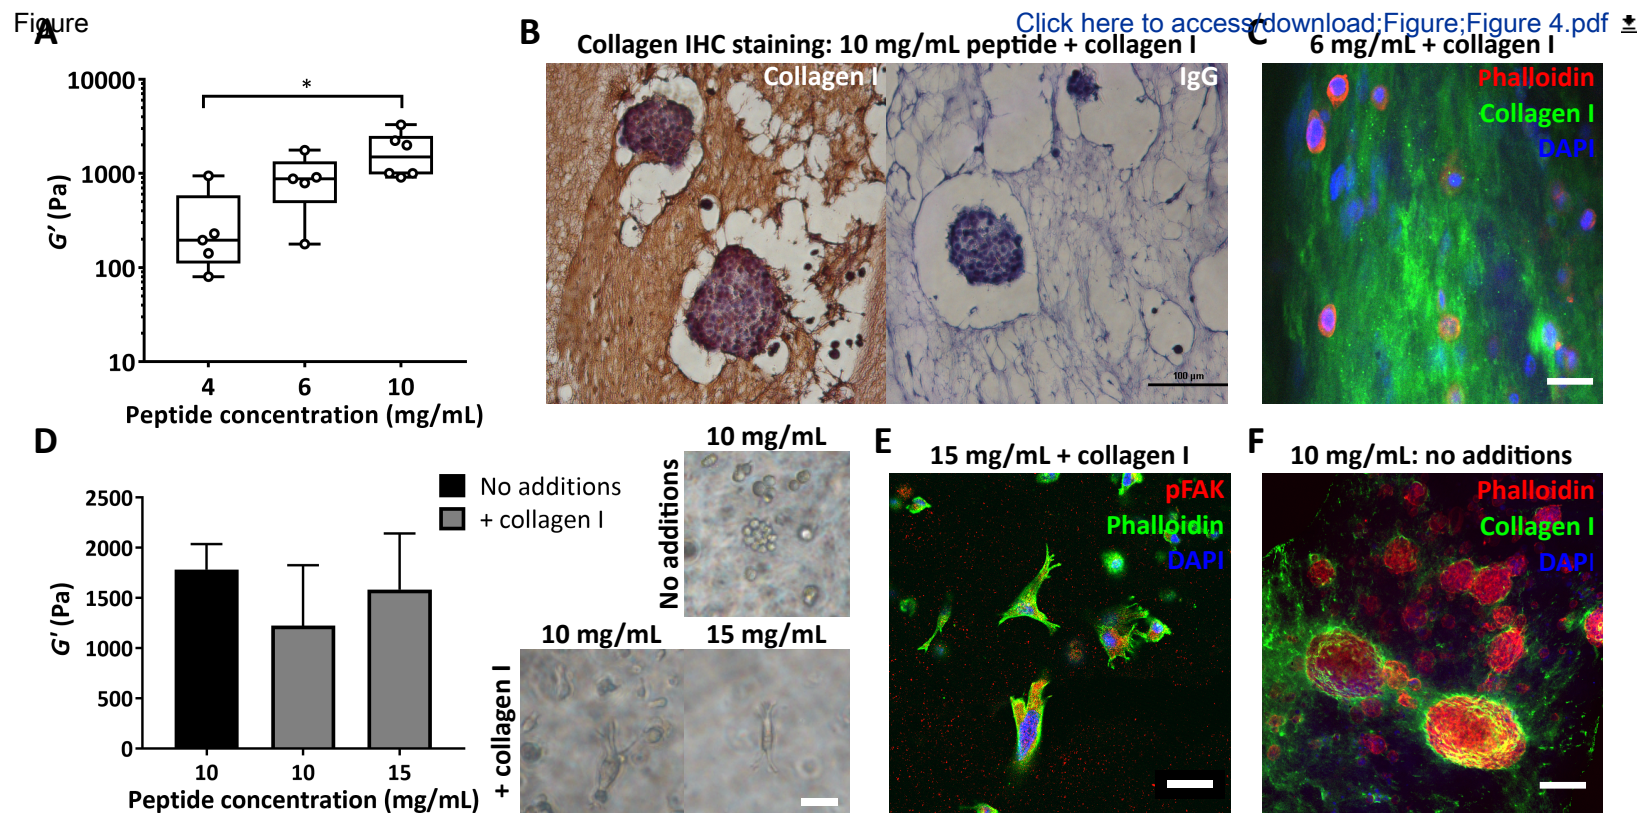 Figure
Click here to access/download;Figure;Figure 4.pdf
A
10000
1000
100
10
G′ (Pa)
*
4 6 10
Peptide concentration (mg/mL)
B
Collagen IHC staining: 10 mg/mL peptide + collagen I
Collagen I
IgG
100 µm
C
6 mg/mL + collagen I
Phalloidin
Collagen I
DAPI
D
2500
2000
1500
1000
500
0
G′ (Pa)
10 10 15
Peptide concentration (mg/mL)
No additions
+ collagen I
10 mg/mL
No additions
10 mg/mL 15 mg/mL
+ collagen I
E
15 mg/mL + collagen I
pFAK
Phalloidin
DAPI
F
10 mg/mL: no additions
Phalloidin
Collagen I
DAPI